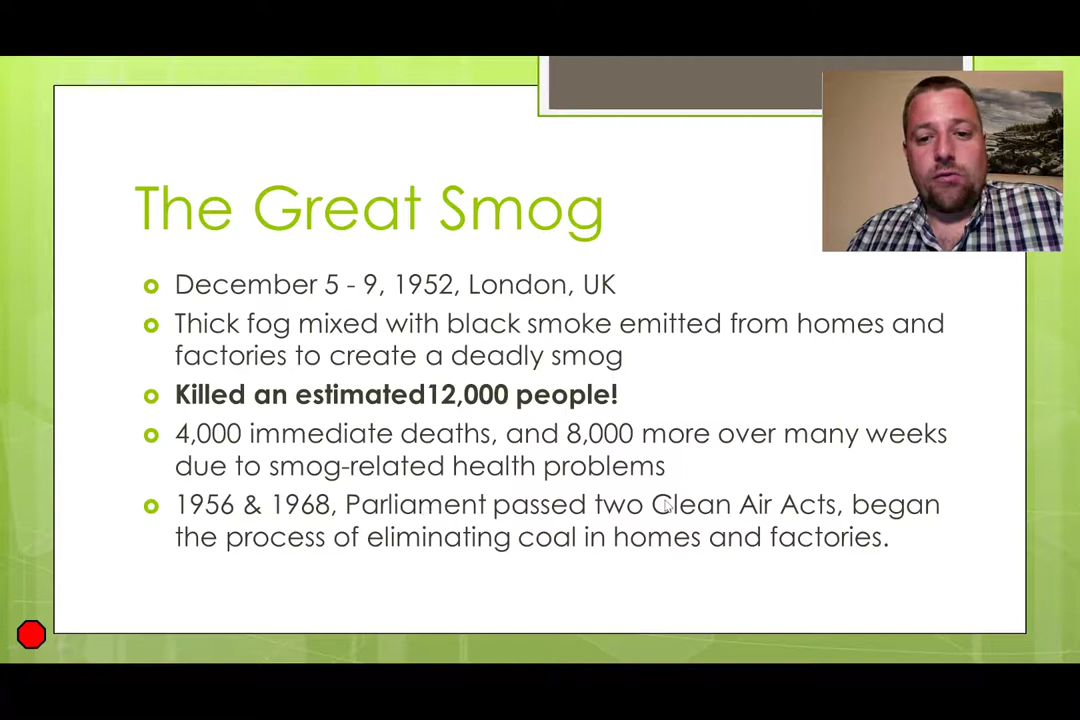 The Great Smog
December 5 - 9, 1952, London, UK
Thick fog mixed with black smoke emitted from homes and
factories to create a deadly smog
Killed an estimated12,000 people!
4,000 immediate deaths, and 8,000 more over many weeks
due to smog-related health problems
1956 & 1968, Parliament passed two Clean Air Acts, began
the process of eliminating coal in homes and factories.